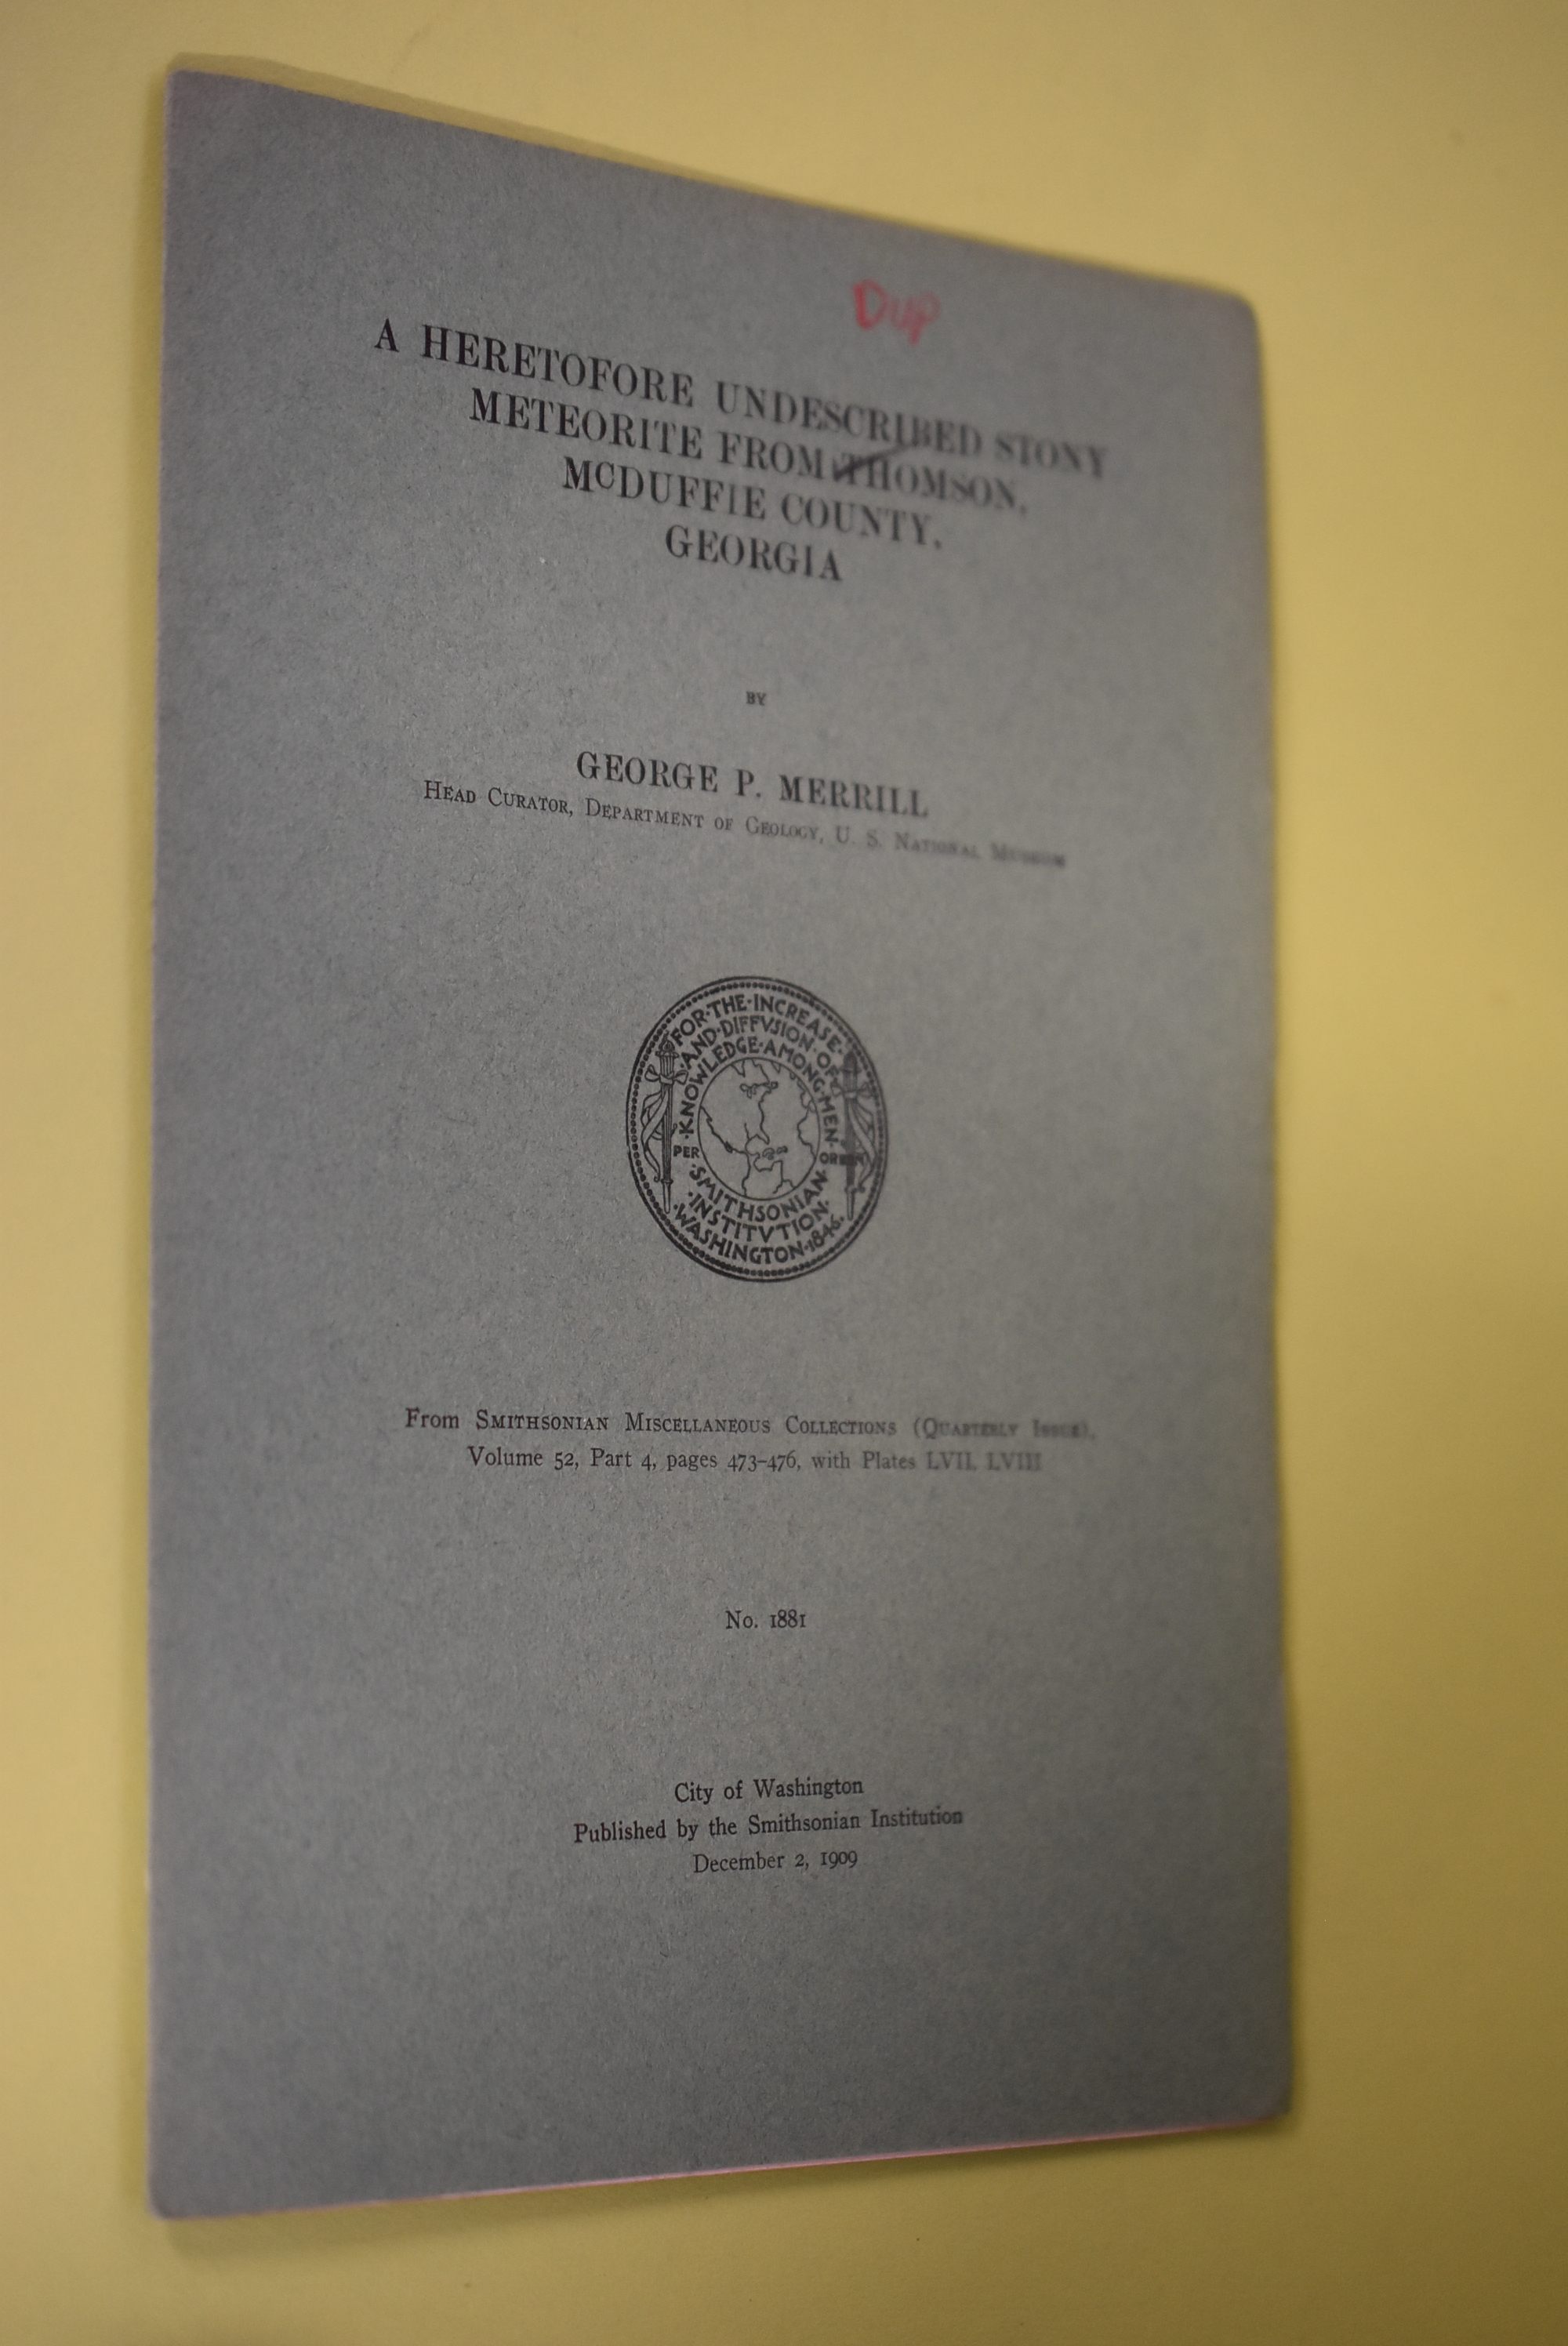 Dup
A HERETOFORE UNDESCRIBED STONY
METEORITE FROM THOMSON,
McDUFFIE COUNTY,
GEORGIA
BY
GEORGE P. MERRILL
HEAD CURATOR, DEPARTMENT OF GEOLOGY, U. S. NATIONAL MUSEUM
FOR·THE·INCREASE·
·AND·DIFFVSION·OF·
·KNOWLEDGE·AMONG·MEN·
PER ORBEM
·SMITHSONIAN·
·INSTITVTION·
·WASHINGTON·1846·
From SMITHSONIAN MISCELLANEOUS COLLECTIONS (QUARTERLY ISSUE),
Volume 52, Part 4, pages 473–476, with Plates LVII, LVIII
No. 1881
City of Washington
Published by the Smithsonian Institution
December 2, 1909